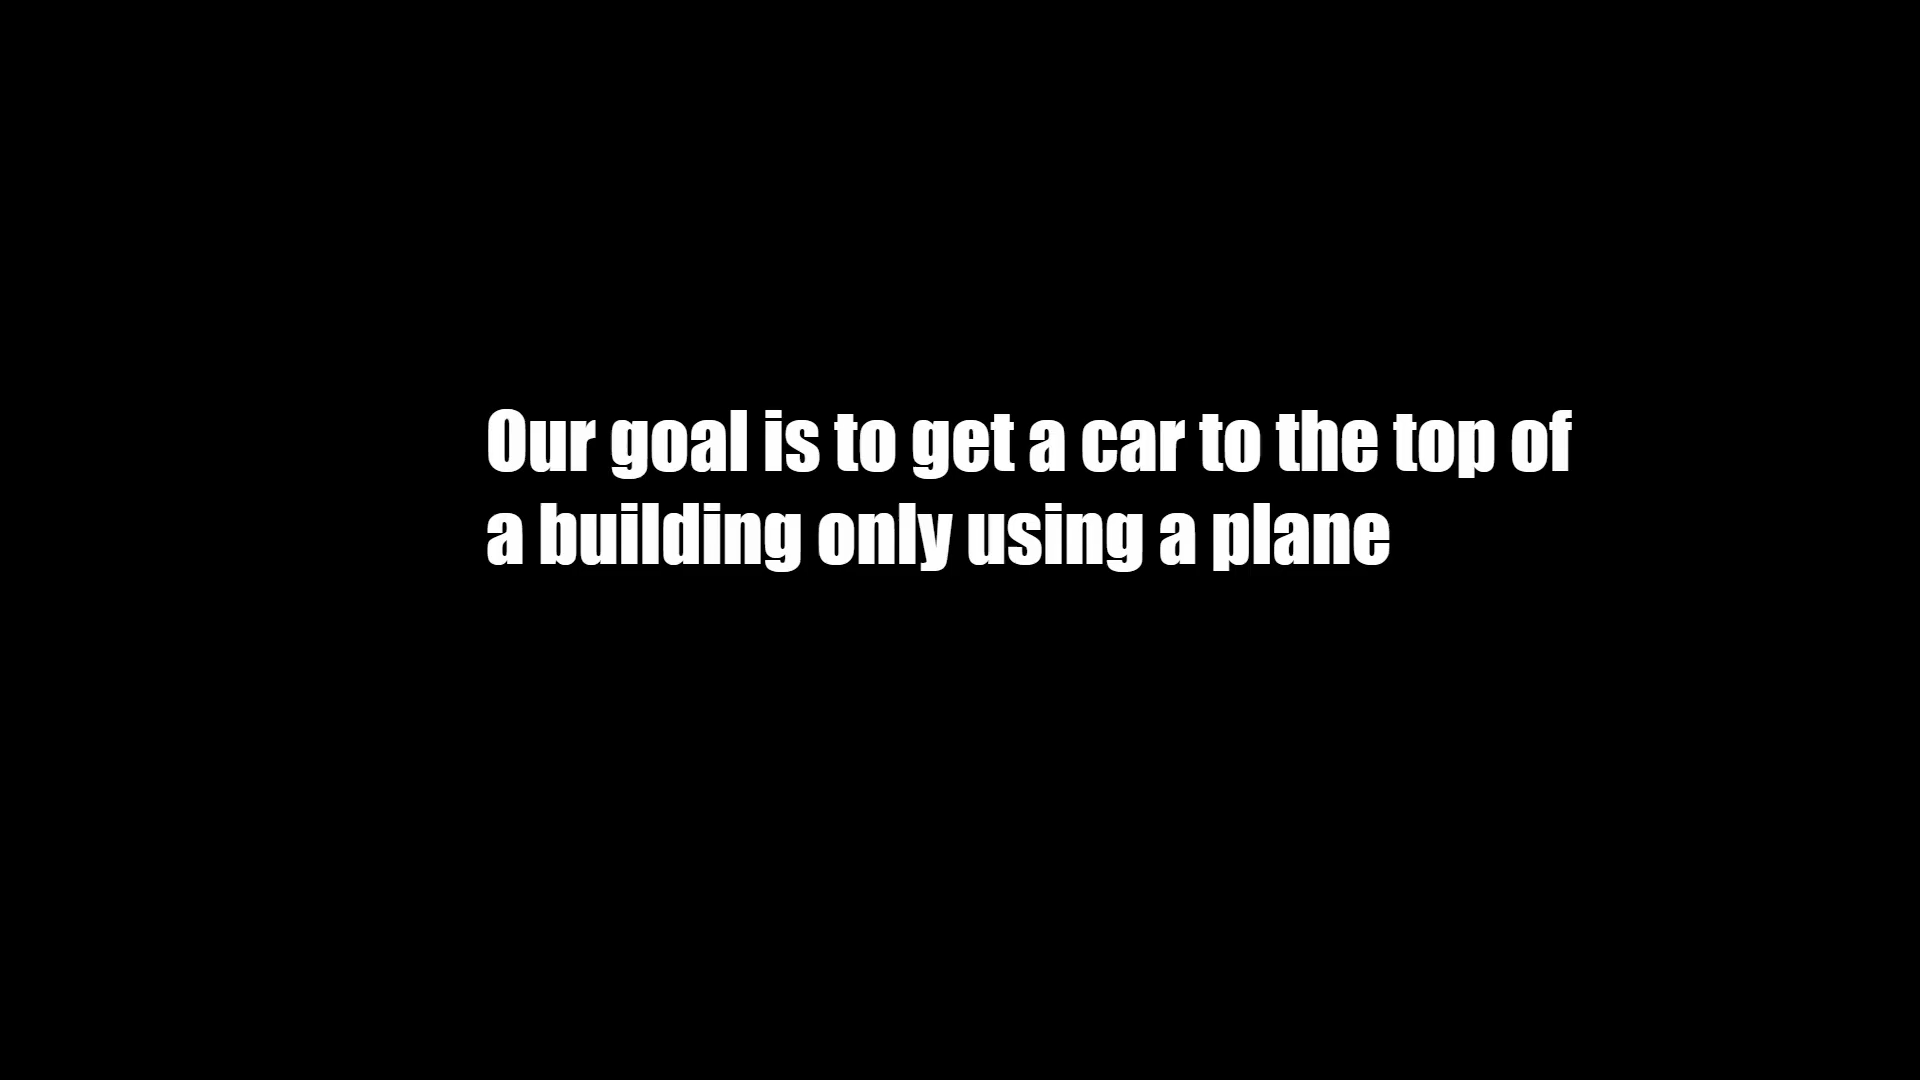 Our goal is to get a car to the top of
a building only using a plane